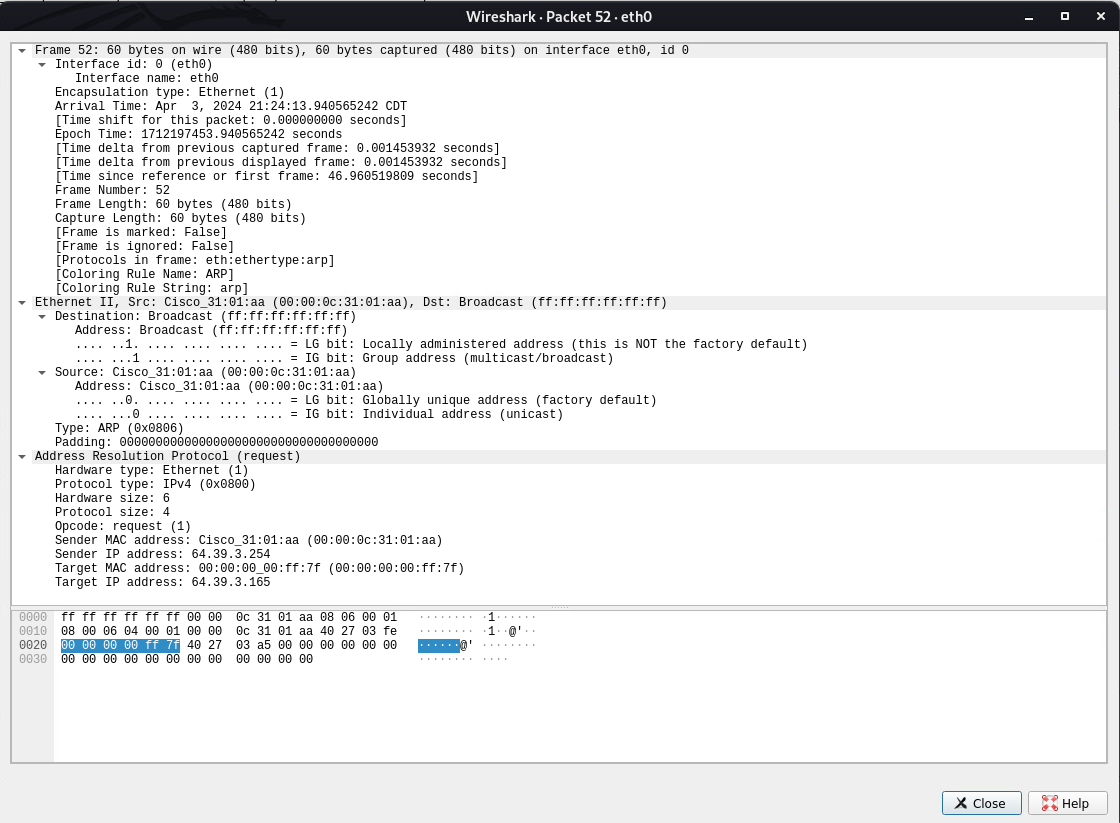 Wireshark · Packet 52 · eth0
Frame 52: 60 bytes on wire (480 bits), 60 bytes captured (480 bits) on interface eth0, id 0
Interface id: 0 (eth0)
Interface name: eth0
Encapsulation type: Ethernet (1)
Arrival Time: Apr  3, 2024 21:24:13.940565242 CDT
[Time shift for this packet: 0.000000000 seconds]
Epoch Time: 1712197453.940565242 seconds
[Time delta from previous captured frame: 0.001453932 seconds]
[Time delta from previous displayed frame: 0.001453932 seconds]
[Time since reference or first frame: 46.960519809 seconds]
Frame Number: 52
Frame Length: 60 bytes (480 bits)
Capture Length: 60 bytes (480 bits)
[Frame is marked: False]
[Frame is ignored: False]
[Protocols in frame: eth:ethertype:arp]
[Coloring Rule Name: ARP]
[Coloring Rule String: arp]
Ethernet II, Src: Cisco_31:01:aa (00:00:0c:31:01:aa), Dst: Broadcast (ff:ff:ff:ff:ff:ff)
Destination: Broadcast (ff:ff:ff:ff:ff:ff)
Address: Broadcast (ff:ff:ff:ff:ff:ff)
.... ..1. .... .... .... .... = LG bit: Locally administered address (this is NOT the factory default)
.... ...1 .... .... .... .... = IG bit: Group address (multicast/broadcast)
Source: Cisco_31:01:aa (00:00:0c:31:01:aa)
Address: Cisco_31:01:aa (00:00:0c:31:01:aa)
.... ..0. .... .... .... .... = LG bit: Globally unique address (factory default)
.... ...0 .... .... .... .... = IG bit: Individual address (unicast)
Type: ARP (0x0806)
Padding: 000000000000000000000000000000000000
Address Resolution Protocol (request)
Hardware type: Ethernet (1)
Protocol type: IPv4 (0x0800)
Hardware size: 6
Protocol size: 4
Opcode: request (1)
Sender MAC address: Cisco_31:01:aa (00:00:0c:31:01:aa)
Sender IP address: 64.39.3.254
Target MAC address: 00:00:00_00:ff:7f (00:00:00:00:ff:7f)
Target IP address: 64.39.3.165
0000 ff ff ff ff ff ff 00 00 0c 31 01 aa 08 06 00 01 ········ ·1······
0010 08 00 06 04 00 01 00 00 0c 31 01 aa 40 27 03 fe ········ ·1··@'··
0020 00 00 00 00 ff 7f 40 27 03 a5 00 00 00 00 00 00 ······@' ········
0030 00 00 00 00 00 00 00 00 00 00 00 00 ········ ····
Close Help